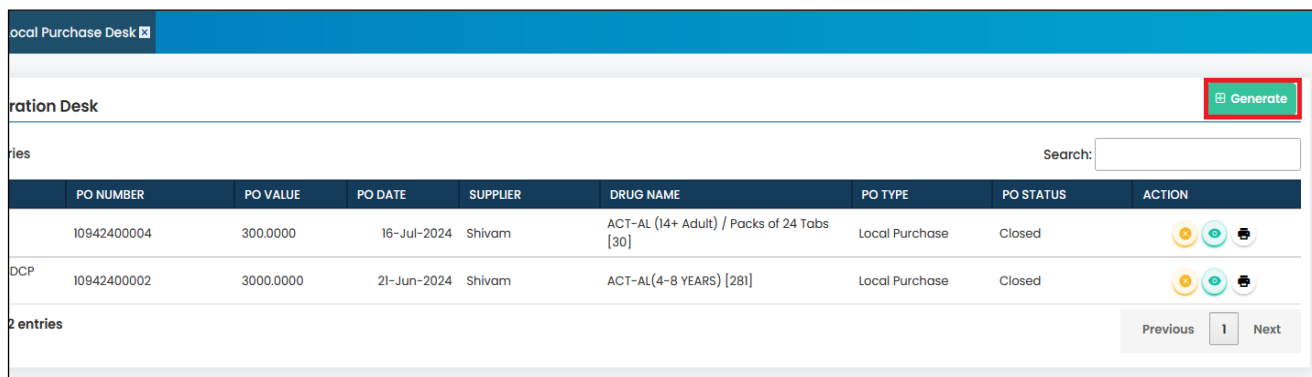 ocal Purchase Desk
ration Desk
Generate
ries
Search:
PO NUMBER PO VALUE PO DATE SUPPLIER DRUG NAME PO TYPE PO STATUS ACTION
10942400004 300.0000 16-Jul-2024 Shivam ACT-AL (14+ Adult) / Packs of 24 Tabs [30] Local Purchase Closed
DCP 10942400002 3000.0000 21-Jun-2024 Shivam ACT-AL(4-8 YEARS) [281] Local Purchase Closed
2 entries
Previous 1 Next